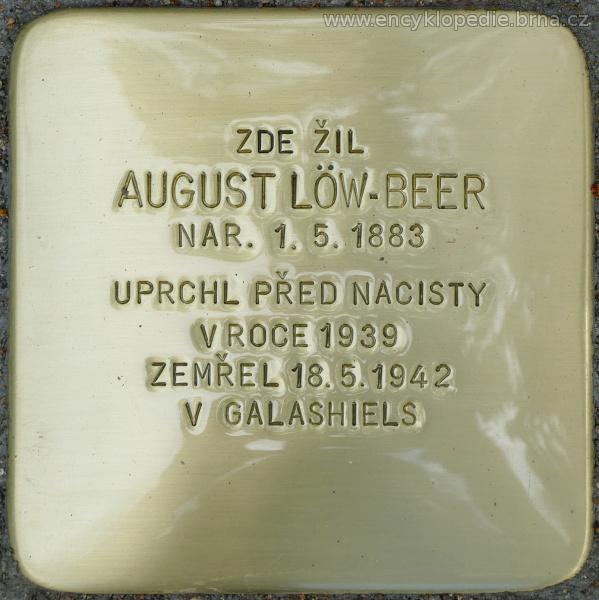 www.encyklopedie.brna.cz
ZDE ŽIL
AUGUST LÖW-BEER
NAR. 1. 5. 1883
UPRCHL PŘED NACISTY
V ROCE 1939
ZEMŘEL 18.5.1942
V GALASHIELS